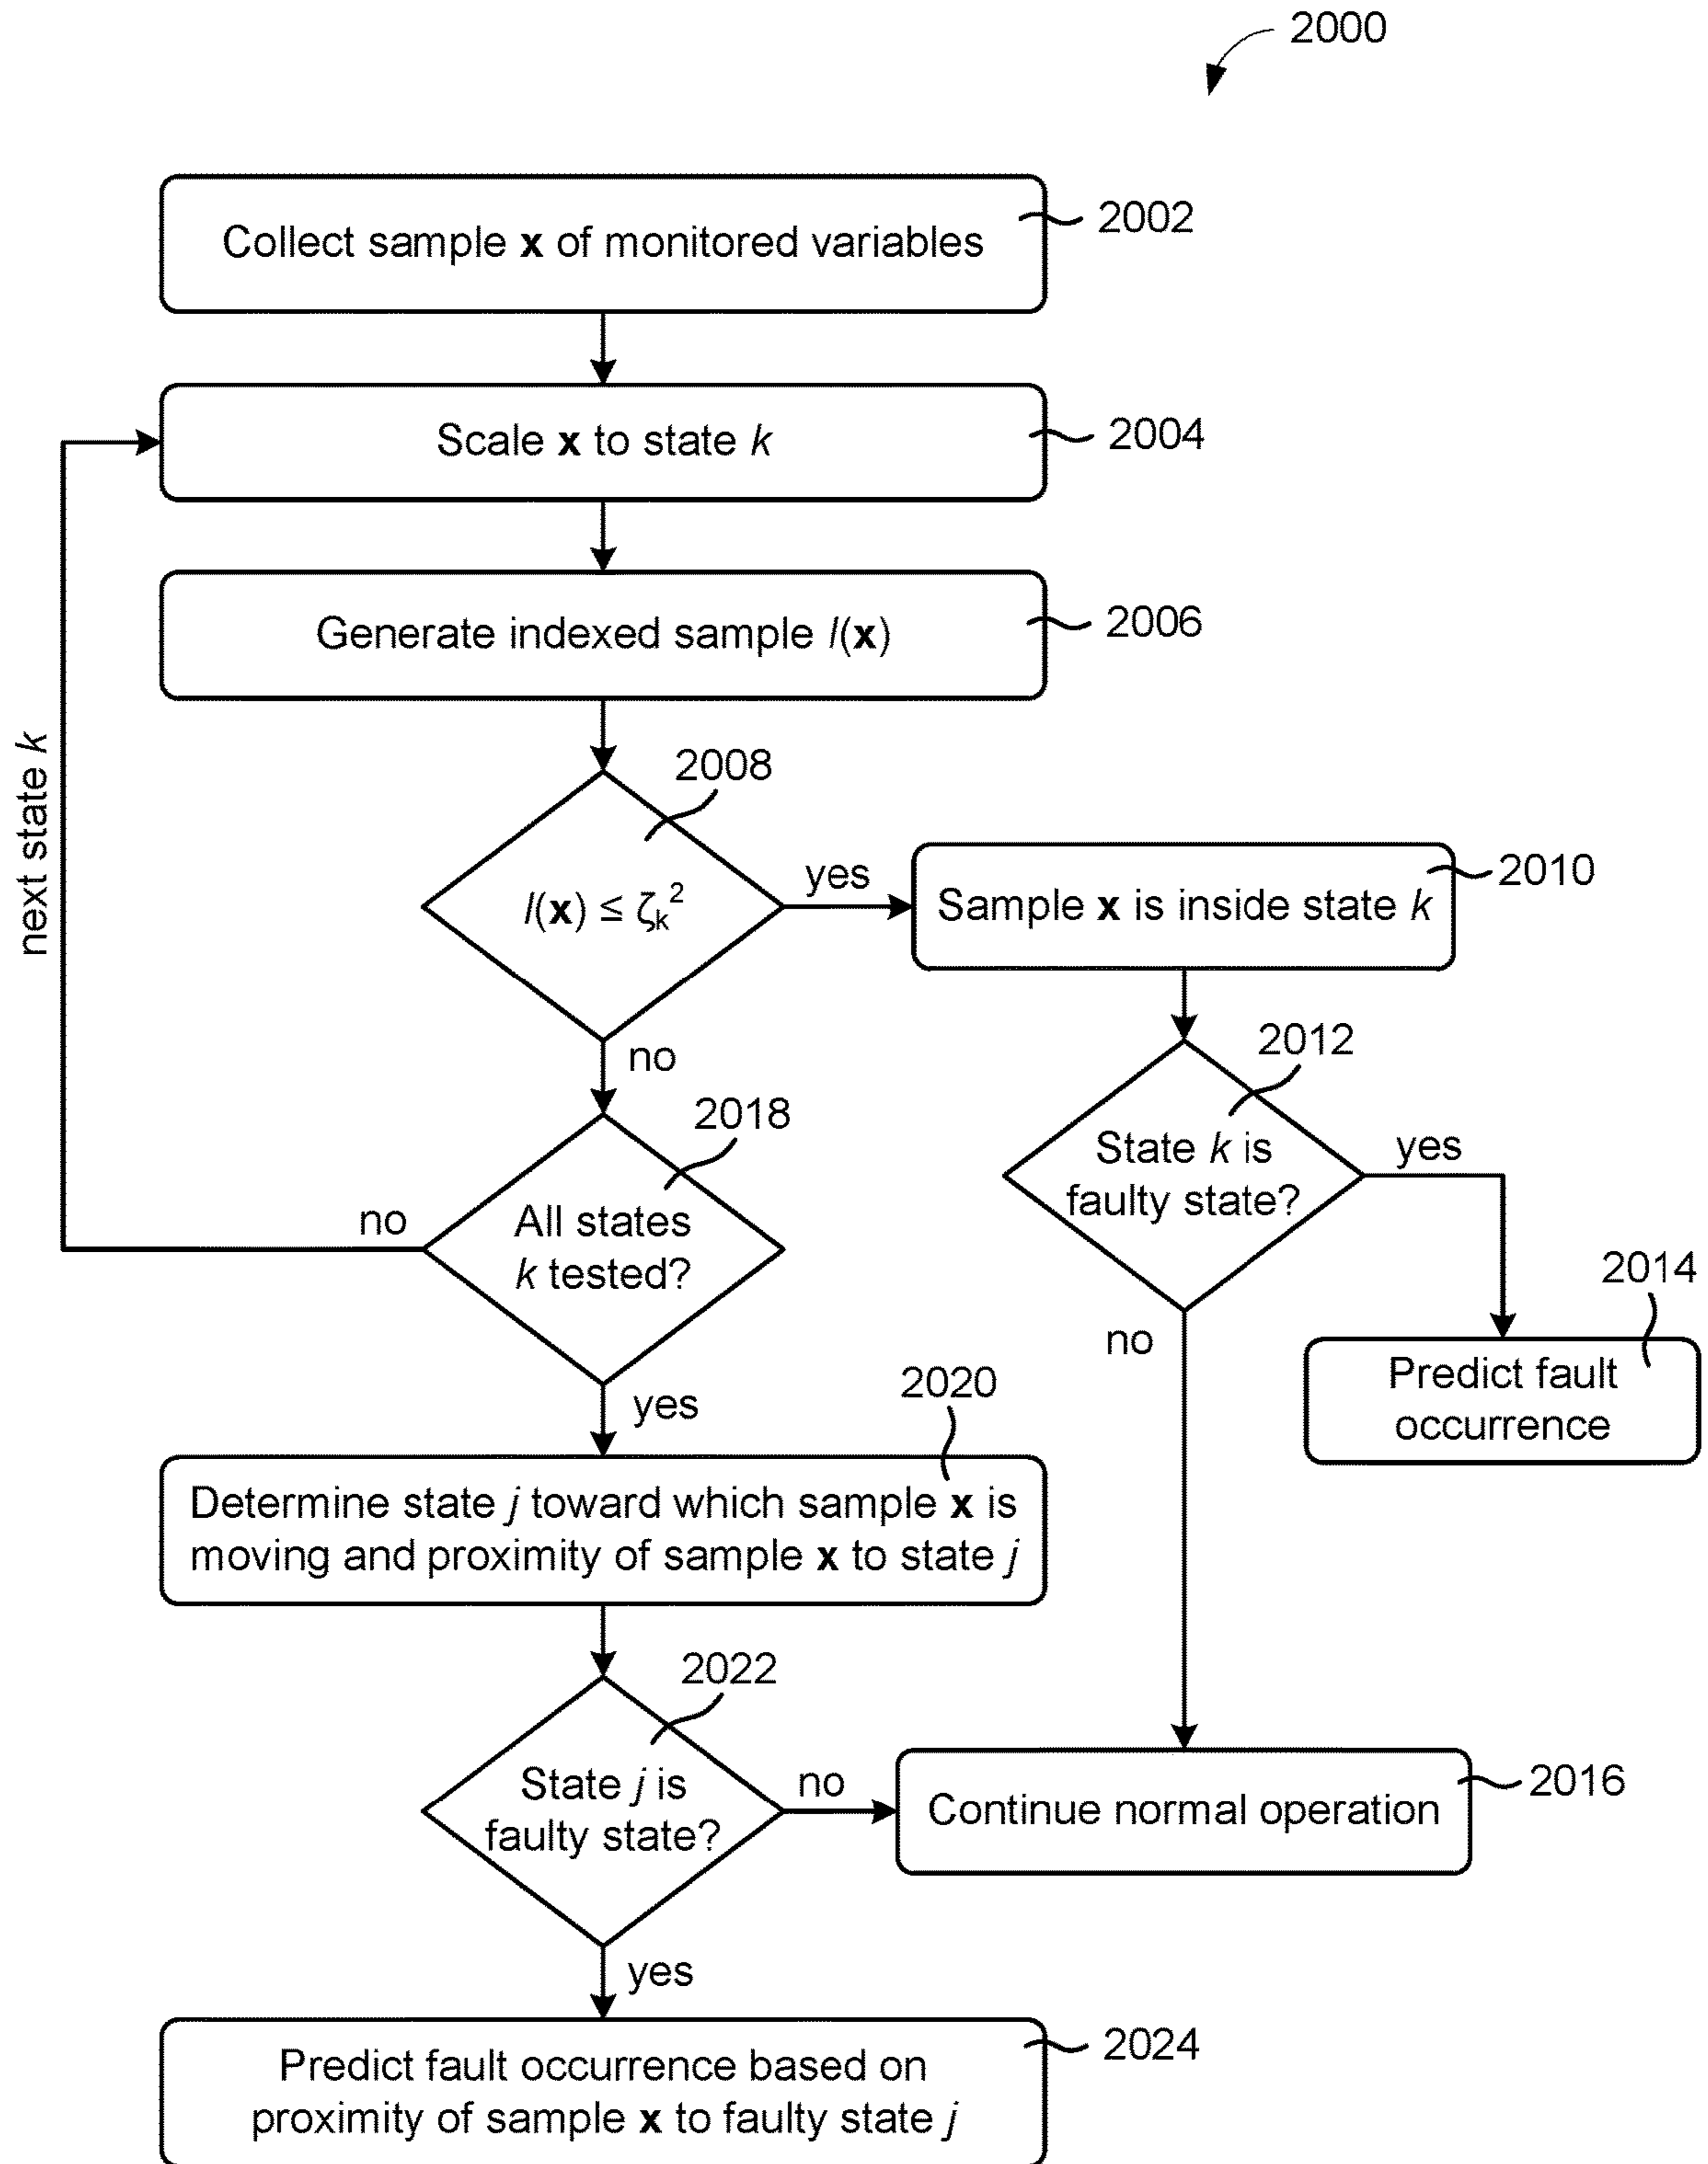 2000
Collect sample x of monitored variables
2002
Scale x to state k
2004
Generate indexed sample I(x)
2006
next state k
2008
I(x) ≤ ζk²
yes
Sample x is inside state k
2010
no
2012
State k is
faulty state?
yes
2018
All states
k tested?
no
2014
Predict fault
occurrence
no
yes
2020
Determine state j toward which sample x is
moving and proximity of sample x to state j
2022
State j is
faulty state?
no
Continue normal operation
2016
yes
Predict fault occurrence based on
proximity of sample x to faulty state j
2024